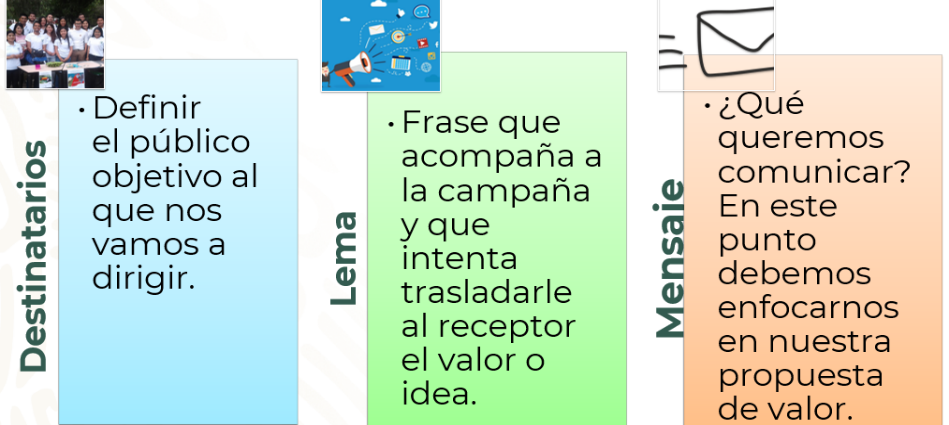 Destinatarios
• Definir
el público
objetivo al
que nos
vamos a
dirigir.
Lema
• Frase que
acompaña a
la campaña
y que
intenta
trasladarle
al receptor
el valor o
idea.
Mensaje
• ¿Qué
queremos
comunicar?
En este
punto
debemos
enfocarnos
en nuestra
propuesta
de valor.